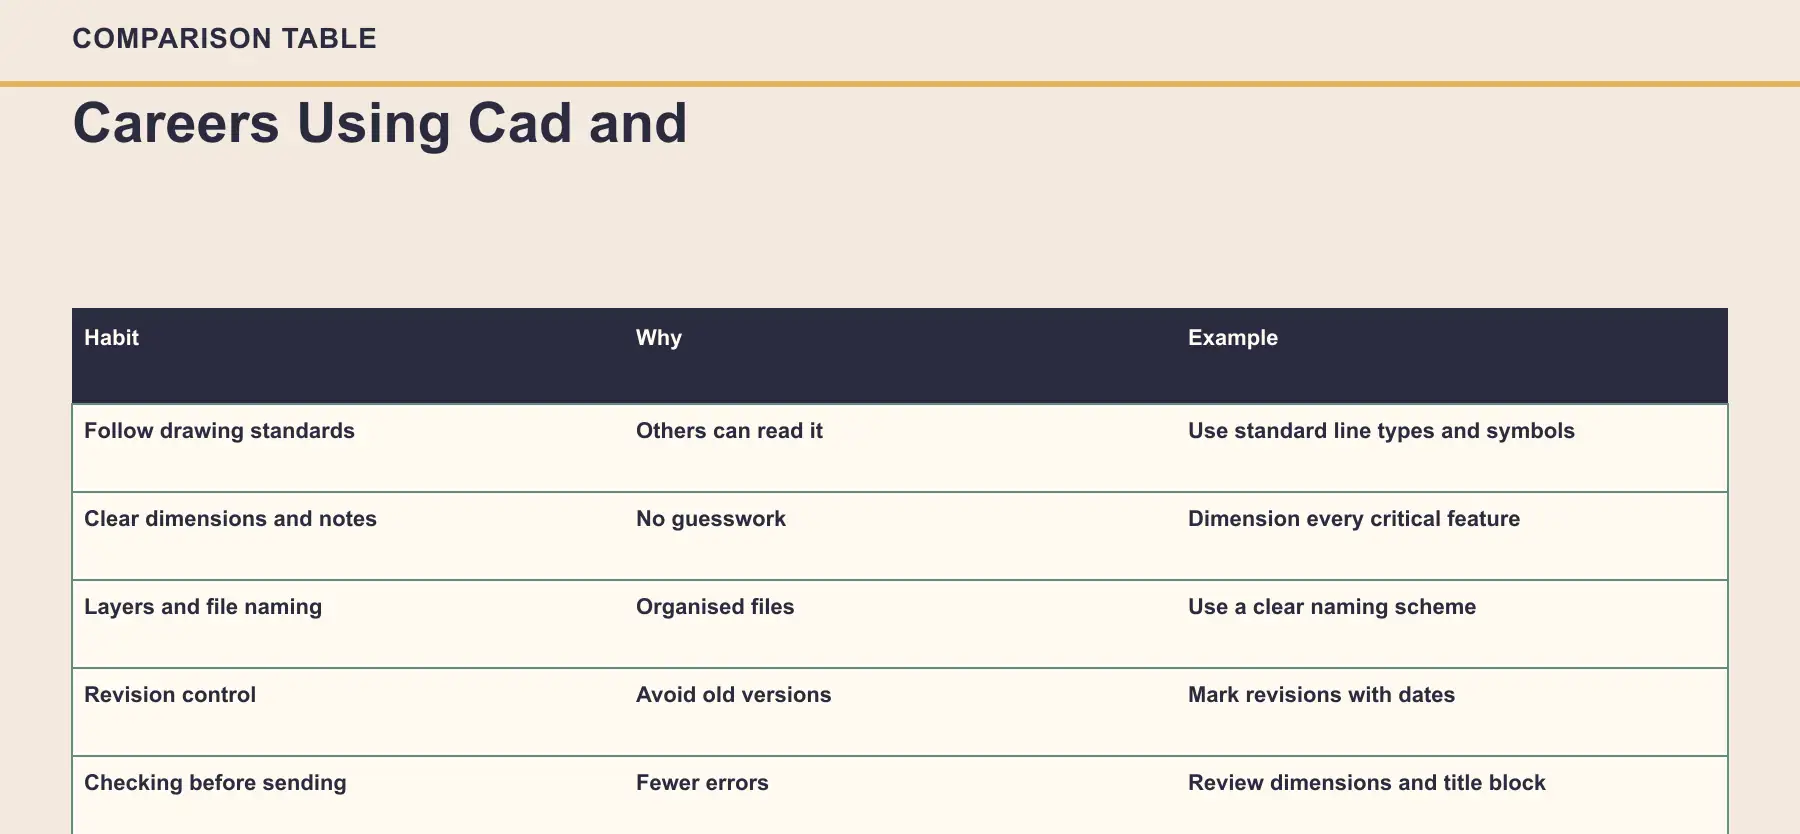 COMPARISON TABLE
Careers Using Cad and
Habit Why Example
Follow drawing standards Others can read it Use standard line types and symbols
Clear dimensions and notes No guesswork Dimension every critical feature
Layers and file naming Organised files Use a clear naming scheme
Revision control Avoid old versions Mark revisions with dates
Checking before sending Fewer errors Review dimensions and title block